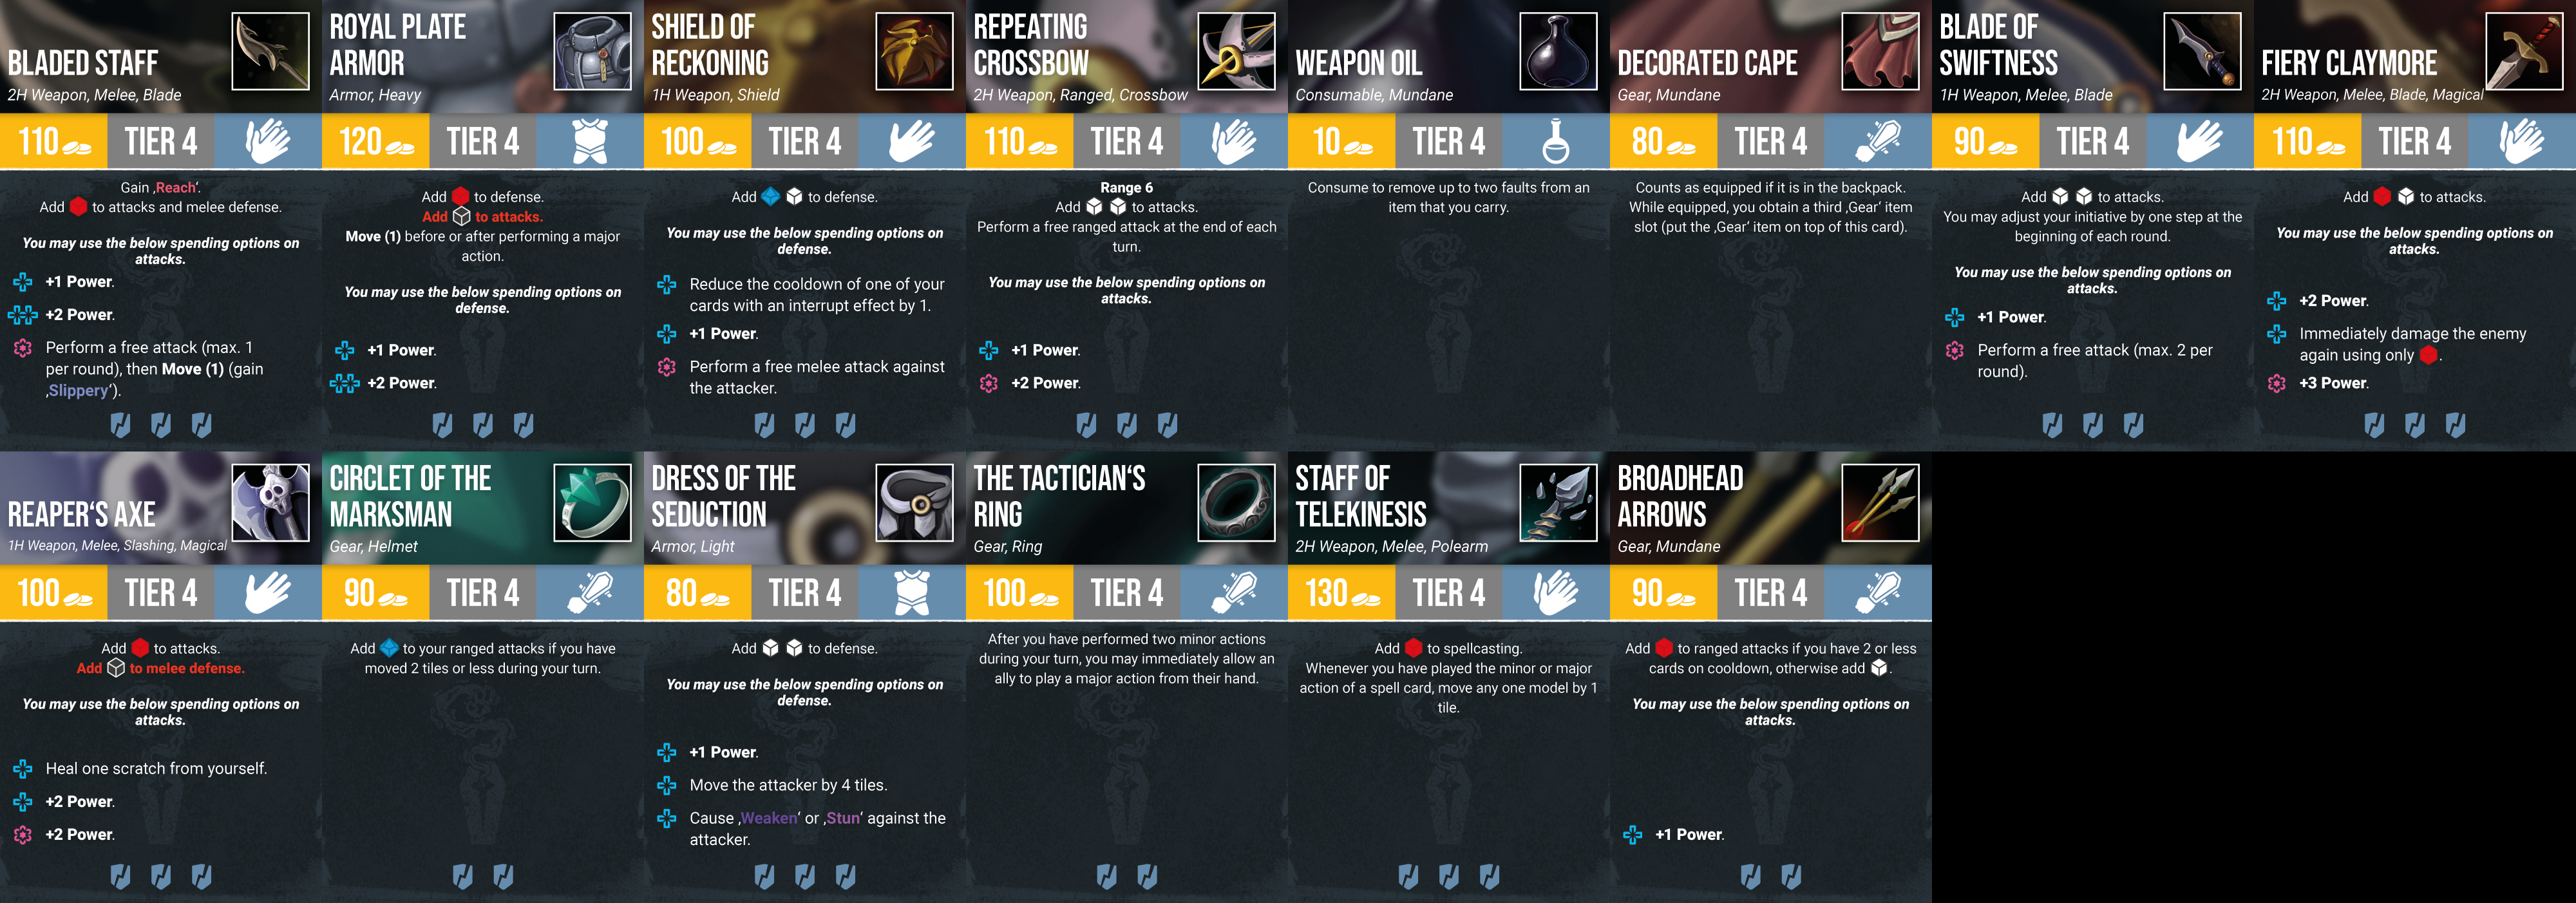 BLADED STAFF
2H Weapon, Melee, Blade
110
TIER 4
Gain ‚Reach‘.
Add to attacks and melee defense.
You may use the below spending options on
attacks.
+1 Power.
+2 Power.
Perform a free attack (max. 1
per round), then Move (1) (gain
‚Slippery‘).
ROYAL PLATE
ARMOR
Armor, Heavy
120
TIER 4
Add to defense.
Add to attacks.
Move (1) before or after performing a major
action.
You may use the below spending options on
defense.
+1 Power.
+2 Power.
SHIELD OF
RECKONING
1H Weapon, Shield
100
TIER 4
Add to defense.
You may use the below spending options on
defense.
Reduce the cooldown of one of your
cards with an interrupt effect by 1.
+1 Power.
Perform a free melee attack against
the attacker.
REPEATING
CROSSBOW
2H Weapon, Ranged, Crossbow
110
TIER 4
Range 6
Add to attacks.
Perform a free ranged attack at the end of each
turn.
You may use the below spending options on
attacks.
+1 Power.
+2 Power.
WEAPON OIL
Consumable, Mundane
10
TIER 4
Consume to remove up to two faults from an
item that you carry.
DECORATED CAPE
Gear, Mundane
80
TIER 4
Counts as equipped if it is in the backpack.
While equipped, you obtain a third ‚Gear‘ item
slot (put the ‚Gear‘ item on top of this card).
BLADE OF
SWIFTNESS
1H Weapon, Melee, Blade
90
TIER 4
Add to attacks.
You may adjust your initiative by one step at the
beginning of each round.
You may use the below spending options on
attacks.
+1 Power.
Perform a free attack (max. 2 per
round).
FIERY CLAYMORE
2H Weapon, Melee, Blade, Magical
110
TIER 4
Add to attacks.
You may use the below spending options on
attacks.
+2 Power.
Immediately damage the enemy
again using only .
+3 Power.
REAPER‘S AXE
1H Weapon, Melee, Slashing, Magical
100
TIER 4
Add to attacks.
Add to melee defense.
You may use the below spending options on
attacks.
Heal one scratch from yourself.
+2 Power.
+2 Power.
CIRCLET OF THE
MARKSMAN
Gear, Helmet
90
TIER 4
Add to your ranged attacks if you have
moved 2 tiles or less during your turn.
DRESS OF THE
SEDUCTION
Armor, Light
80
TIER 4
Add to defense.
You may use the below spending options on
defense.
+1 Power.
Move the attacker by 4 tiles.
Cause ‚Weaken‘ or ‚Stun‘ against the
attacker.
THE TACTICIAN‘S
RING
Gear, Ring
100
TIER 4
After you have performed two minor actions
during your turn, you may immediately allow an
ally to play a major action from their hand.
STAFF OF
TELEKINESIS
2H Weapon, Melee, Polearm
130
TIER 4
Add to spellcasting.
Whenever you have played the minor or major
action of a spell card, move any one model by 1
tile.
BROADHEAD
ARROWS
Gear, Mundane
90
TIER 4
Add to ranged attacks if you have 2 or less
cards on cooldown, otherwise add .
You may use the below spending options on
attacks.
+1 Power.